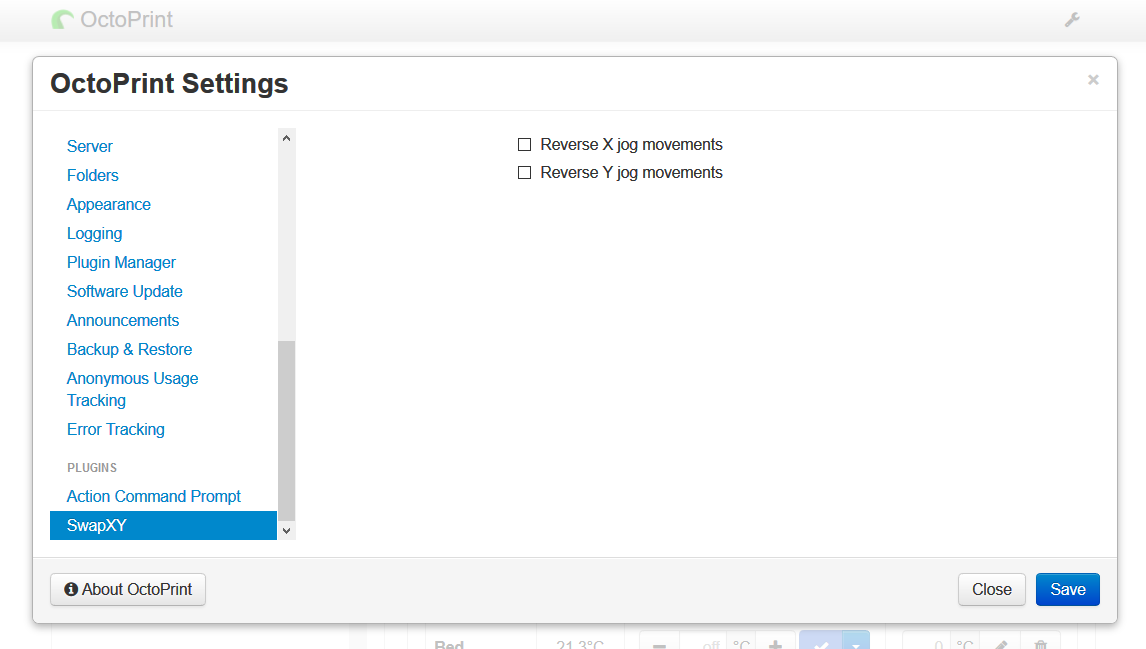 OctoPrint
OctoPrint Settings
×
Server
Folders
Appearance
Logging
Plugin Manager
Software Update
Announcements
Backup & Restore
Anonymous Usage
Tracking
Error Tracking
PLUGINS
Action Command Prompt
SwapXY
Reverse X jog movements
Reverse Y jog movements
About OctoPrint
Close
Save
Bed 21.3°C off °C 0 °C